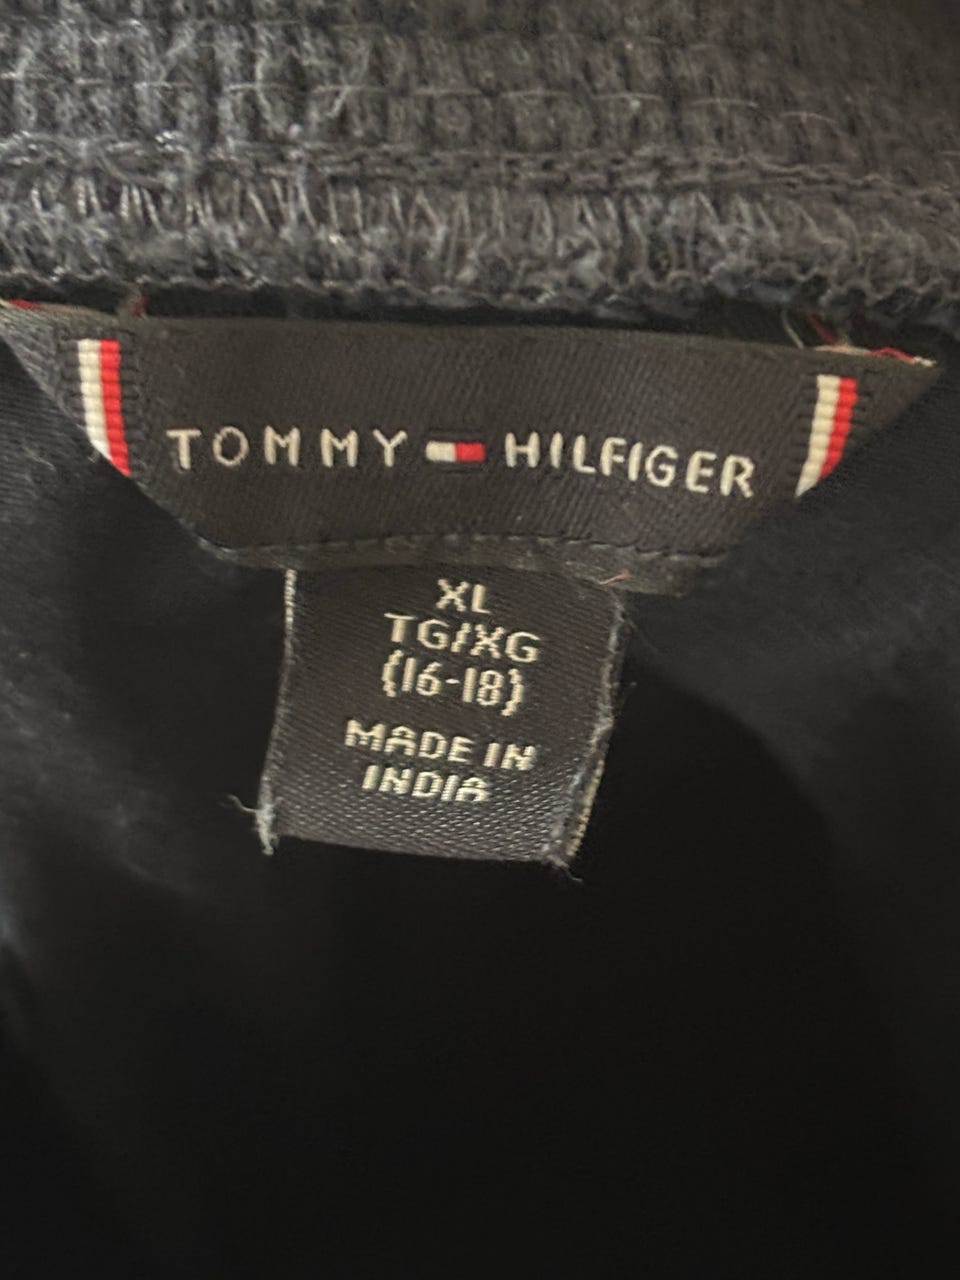 TOMMY HILFIGER
XL
TG/XG
(16-18)
MADE IN
INDIA